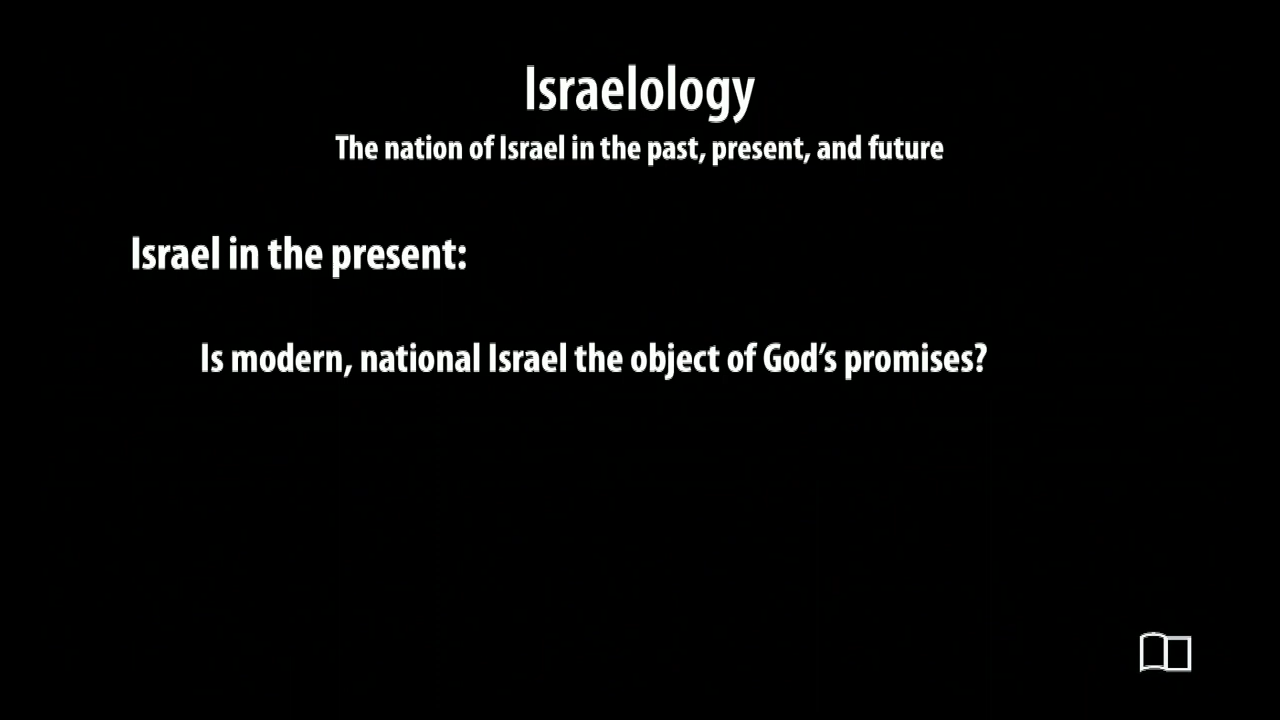 Israelology
The nation of Israel in the past, present, and future
Israel in the present:
Is modern, national Israel the object of God’s promises?